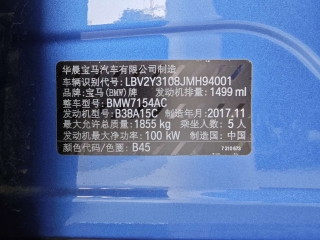 华晨宝马汽车有限公司制造
车辆识别代号: LBV2Y3108JMH94001
品牌: 宝马(BMW)牌 发动机排量: 1499 ml
整车型号: BMW7154AC
发动机型号: B38A15C 制造年月: 2017.11
最大允许总质量: 1855 kg 乘坐人数: 5 人
发动机最大净功率: 100 kW 制造国: 中国
颜色代码/色塞: B45